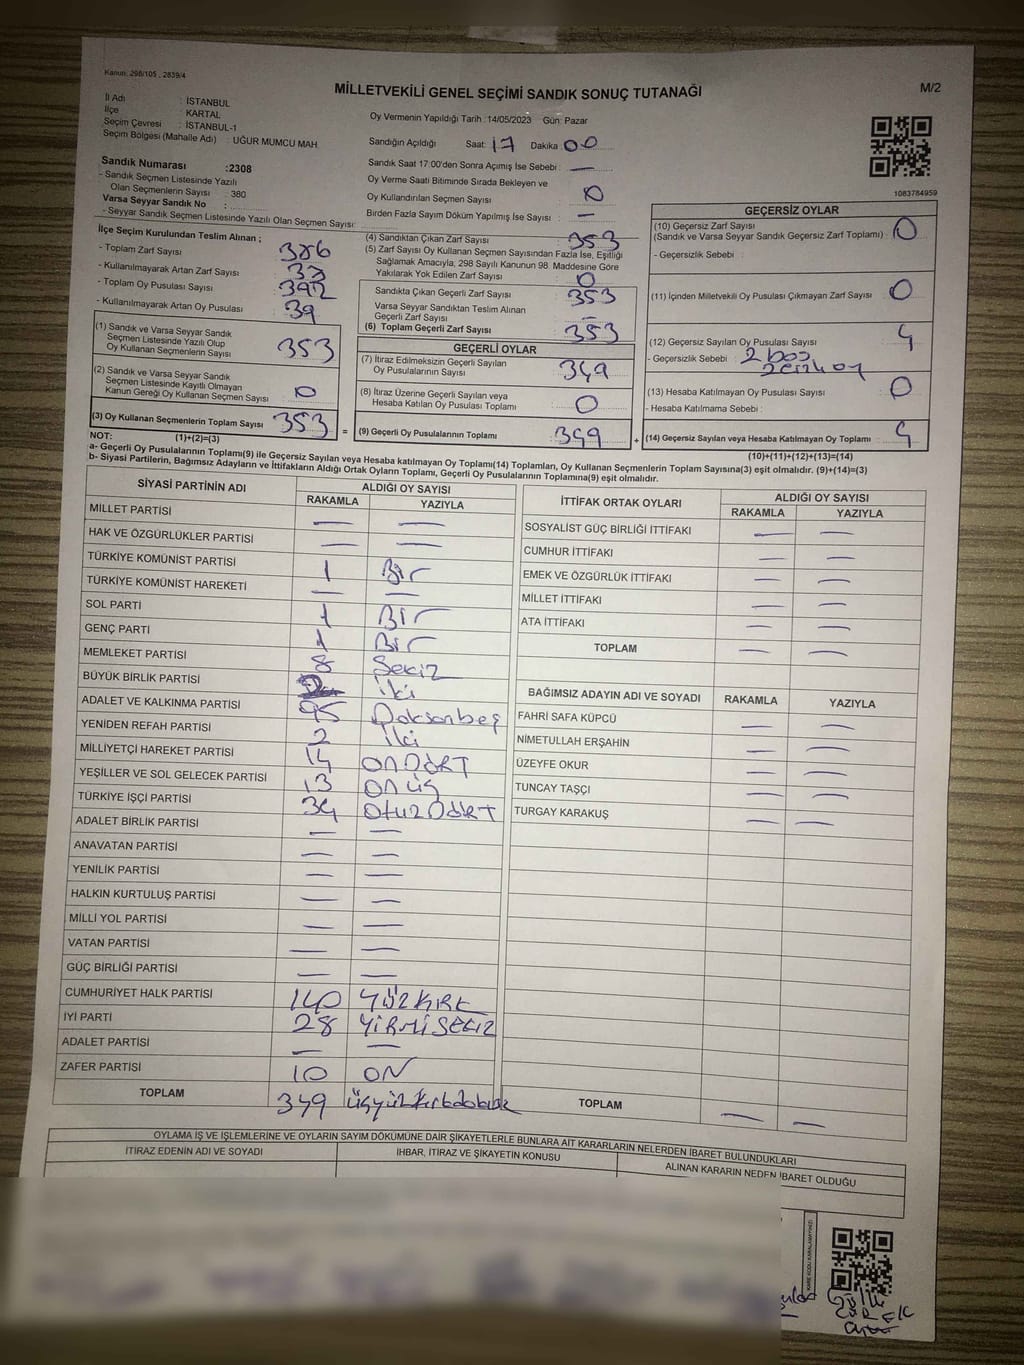 Kanun: 298/105 , 2839/4
MİLLETVEKİLİ GENEL SEÇİMİ SANDIK SONUÇ TUTANAĞI
M/2
İl Adı : İSTANBUL
İlçe : KARTAL
Seçim Çevresi : İSTANBUL-1
Seçim Bölgesi (Mahalle Adı) : UĞUR MUMCU MAH.
Oy Vermenin Yapıldığı Tarih :14/05/2023 Gün: Pazar
Sandığın Açıldığı Saat: 17 Dakika 00
Sandık Saat 17:00'den Sonra Açımış İse Sebebi : —
Oy Verme Saati Bitiminde Sırada Bekleyen ve
Oy Kullandırılan Seçmen Sayısı : 0
Birden Fazla Sayım Döküm Yapılmış İse Sayısı : —
1083784959
Sandık Numarası :2308
- Sandık Seçmen Listesinde Yazılı
Olan Seçmenlerin Sayısı : 380
Varsa Seyyar Sandık No :
- Seyyar Sandık Seçmen Listesinde Yazılı Olan Seçmen Sayısı:
İlçe Seçim Kurulundan Teslim Alınan ;
- Toplam Zarf Sayısı : 386
- Kullanılmayarak Artan Zarf Sayısı : 33
- Toplam Oy Pusulası Sayısı : 392
- Kullanılmayarak Artan Oy Pusulası : 39
(1) Sandık ve Varsa Seyyar Sandık
Seçmen Listesinde Yazılı Olup
Oy Kullanan Seçmenlerin Sayısı : 353
(2) Sandık ve Varsa Seyyar Sandık
Seçmen Listesinde Kayıtlı Olmayan
Kanun Gereği Oy Kullanan Seçmen Sayısı : 0
(3) Oy Kullanan Seçmenlerin Toplam Sayısı 353
(4) Sandıktan Çıkan Zarf Sayısı : 353
(5) Zarf Sayısı Oy Kullanan Seçmen Sayısından Fazla İse, Eşitliği
Sağlamak Amacıyla, 298 Sayılı Kanunun 98. Maddesine Göre
Yakılarak Yok Edilen Zarf Sayısı : 0
Sandıkta Çıkan Geçerli Zarf Sayısı : 353
Varsa Seyyar Sandıktan Teslim Alınan
Geçerli Zarf Sayısı : —
(6) Toplam Geçerli Zarf Sayısı : 353
GEÇERLİ OYLAR
(7) İtiraz Edilmeksizin Geçerli Sayılan
Oy Pusulalarının Sayısı : 349
(8) İtiraz Üzerine Geçerli Sayılan veya
Hesaba Katılan Oy Pusulası Toplamı : 0
= (9) Geçerli Oy Pusulalarının Toplamı : 349
GEÇERSİZ OYLAR
(10) Geçersiz Zarf Sayısı
(Sandık ve Varsa Seyyar Sandık Geçersiz Zarf Toplamı) : 0
- Geçersizlik Sebebi :
(11) İçinden Milletvekili Oy Pusulası Çıkmayan Zarf Sayısı : 0
(12) Geçersiz Sayılan Oy Pusulası Sayısı : 4
- Geçersizlik Sebebi : 2 boş
(13) Hesaba Katılmayan Oy Pusulası Sayısı : 0
- Hesaba Katılmama Sebebi :
+ (14) Geçersiz Sayılan veya Hesaba Katılmayan Oy Toplamı : 4
NOT: (1)+(2)=(3)
(10)+(11)+(12)+(13)=(14)
a- Geçerli Oy Pusulalarının Toplamı(9) ile Geçersiz Sayılan veya Hesaba katılmayan Oy Toplamı(14) Toplamları, Oy Kullanan Seçmenlerin Toplam Sayısına(3) eşit olmalıdır. (9)+(14)=(3)
b- Siyasi Partilerin, Bağımsız Adayların ve İttifakların Aldığı Ortak Oyların Toplamı, Geçerli Oy Pusulalarının Toplamına(9) eşit olmalıdır.
SİYASİ PARTİNİN ADI ALDIĞI OY SAYISI
RAKAMLA YAZIYLA
MİLLET PARTİSİ — —
HAK VE ÖZGÜRLÜKLER PARTİSİ — —
TÜRKİYE KOMÜNİST PARTİSİ 1 Bir
TÜRKİYE KOMÜNİST HAREKETİ — —
SOL PARTİ 1 Bir
GENÇ PARTİ 1 Bir
MEMLEKET PARTİSİ 8 Sekiz
BÜYÜK BİRLİK PARTİSİ 2 iki
ADALET VE KALKINMA PARTİSİ 95 Doksanbeş
YENİDEN REFAH PARTİSİ 2 iki
MİLLİYETÇİ HAREKET PARTİSİ 14 ONDÖRT
YEŞİLLER VE SOL GELECEK PARTİSİ 13 ONÜÇ
TÜRKİYE İŞÇİ PARTİSİ 34 OtuzDÖRT
ADALET BİRLİK PARTİSİ — —
ANAVATAN PARTİSİ — —
YENİLİK PARTİSİ — —
HALKIN KURTULUŞ PARTİSİ — —
MİLLİ YOL PARTİSİ — —
VATAN PARTİSİ — —
GÜÇ BİRLİĞİ PARTİSİ — —
CUMHURİYET HALK PARTİSİ 140 YÜZKIRK
İYİ PARTİ 28 YİRMİSEKİZ
ADALET PARTİSİ — —
ZAFER PARTİSİ 10 ON
TOPLAM 349 üçyüzkırkdokuz
İTTİFAK ORTAK OYLARI ALDIĞI OY SAYISI
RAKAMLA YAZIYLA
SOSYALİST GÜÇ BİRLİĞİ İTTİFAKI — —
CUMHUR İTTİFAKI — —
EMEK VE ÖZGÜRLÜK İTTİFAKI — —
MİLLET İTTİFAKI — —
ATA İTTİFAKI — —
TOPLAM — —
BAĞIMSIZ ADAYIN ADI VE SOYADI RAKAMLA YAZIYLA
FAHRİ SAFA KÜPCÜ — —
NİMETULLAH ERŞAHİN — —
ÜZEYFE OKUR — —
TUNCAY TAŞÇI — —
TURGAY KARAKUŞ — —
TOPLAM — —
OYLAMA İŞ VE İŞLEMLERİNE VE OYLARIN SAYIM DÖKÜMÜNE DAİR ŞİKAYETLERLE BUNLARA AİT KARARLARIN NELERDEN İBARET BULUNDUKLARI
İTİRAZ EDENİN ADI VE SOYADI İHBAR, İTİRAZ VE ŞİKAYETİN KONUSU ALINAN KARARIN NEDEN İBARET OLDUĞU
KARE KODU KARALAMAYINIZ!